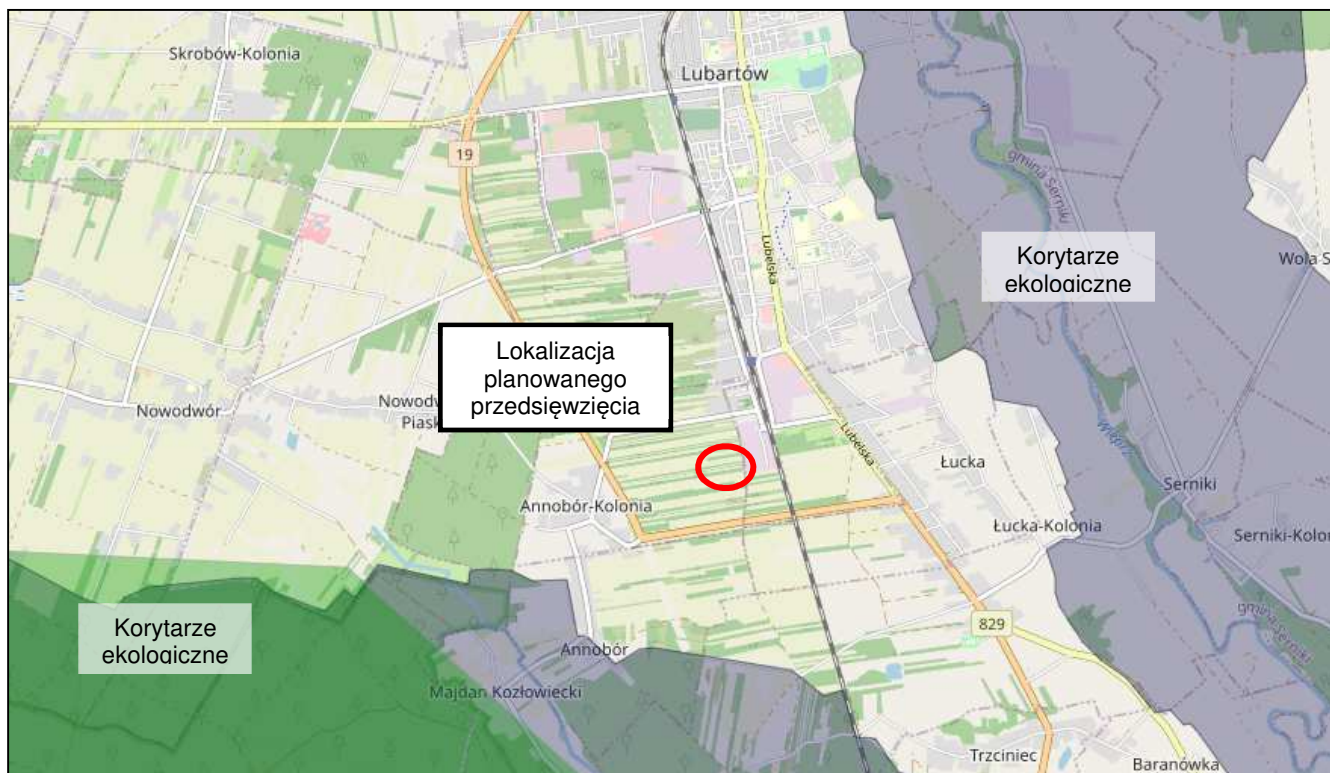 Skrobów-Kolonia
Lubartów
19
gmina Serniki
Korytarze
ekologiczne
Wola S
Lubelska
Lokalizacja
planowanego
przedsięwzięcia
Nowodwór
Nowodw
Piask
Lubelska
Wieprz
Łucka
Serniki
Annobór-Kolonia
Łucka-Kolonia
Serniki-Kolon
Korytarze
ekologiczne
829
gmina Serniki
Annobór
Majdan Kozłowiecki
Trzciniec
Baranówka